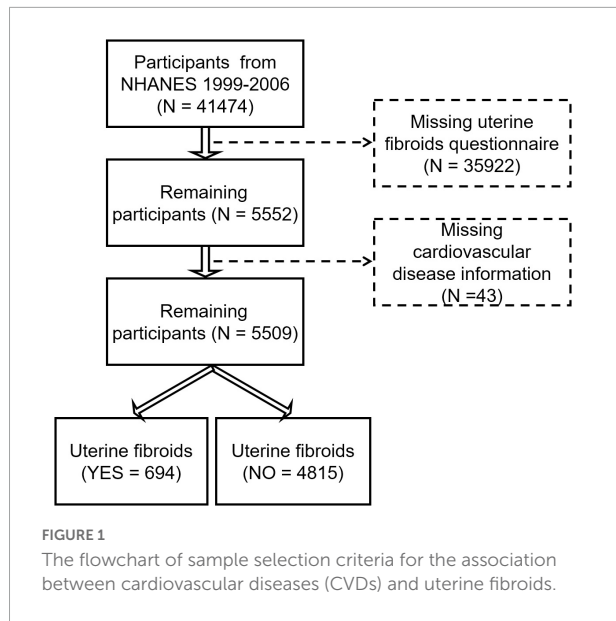 Participants from
NHANES 1999-2006
(N = 41474)
Missing uterine
fibroids questionnaire
(N = 35922)
Remaining
participants (N = 5552)
Missing
cardiovascular
disease information
(N =43)
Remaining
participants (N = 5509)
Uterine fibroids
(YES = 694)
Uterine fibroids
(NO = 4815)
FIGURE 1
The flowchart of sample selection criteria for the association
between cardiovascular diseases (CVDs) and uterine fibroids.